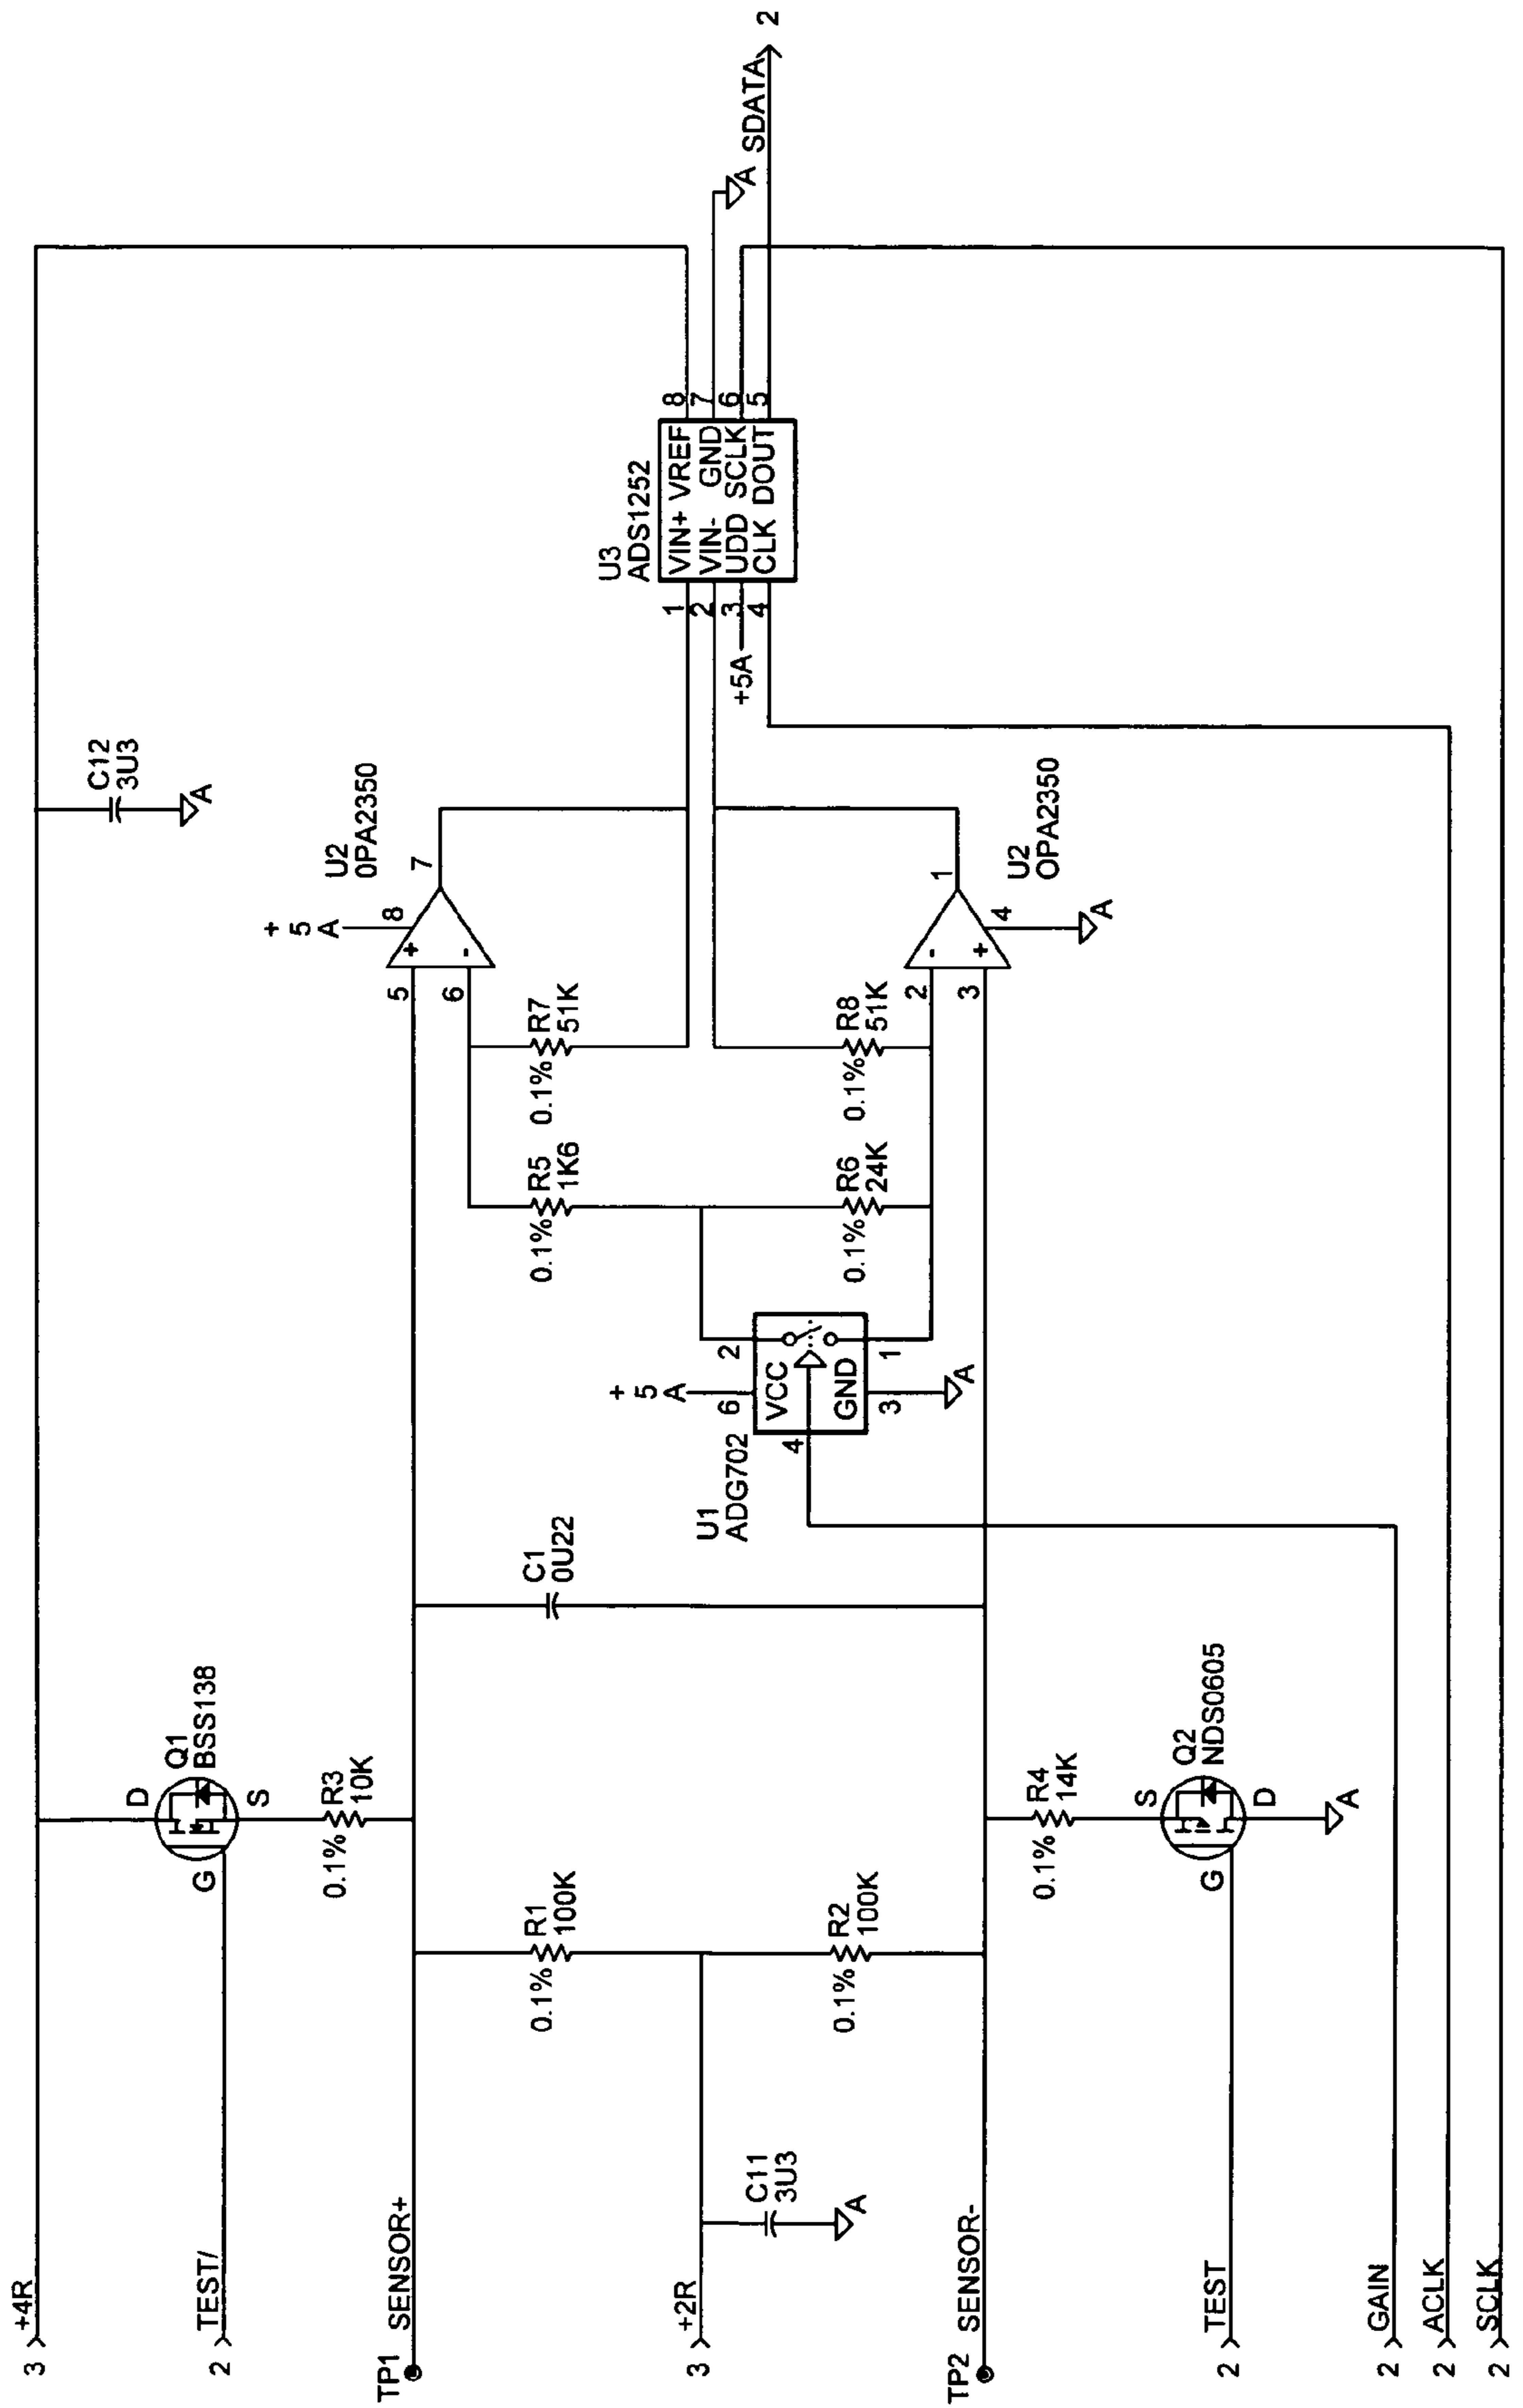 3
+4R
C12
3U3
A
2
TEST/
G
D
S
Q1
BSS138
0.1%
R3
10K
TP1
SENSOR+
+
5
A
8
U2
0PA2350
5
6
+
-
7
0.1%
R1
100K
C1
0U22
0.1%
R5
1K6
0.1%
R7
51K
3
+2R
C11
3U3
A
U1
ADG702
+
5
A
6
2
VCC
4
GND
3
1
A
0.1%
R2
100K
0.1%
R6
24K
0.1%
R8
51K
U3
ADS1252
1
VIN+ VREF
8
2
VIN- GND
7
A
+5A
3
UDD SCLK
6
4
CLK DOUT
5
SDATA
2
TP2
SENSOR-
2
3
-
+
1
4
U2
OPA2350
A
0.1%
R4
14K
2
TEST
G
S
D
Q2
NDS0605
A
2
GAIN
2
ACLK
2
SCLK